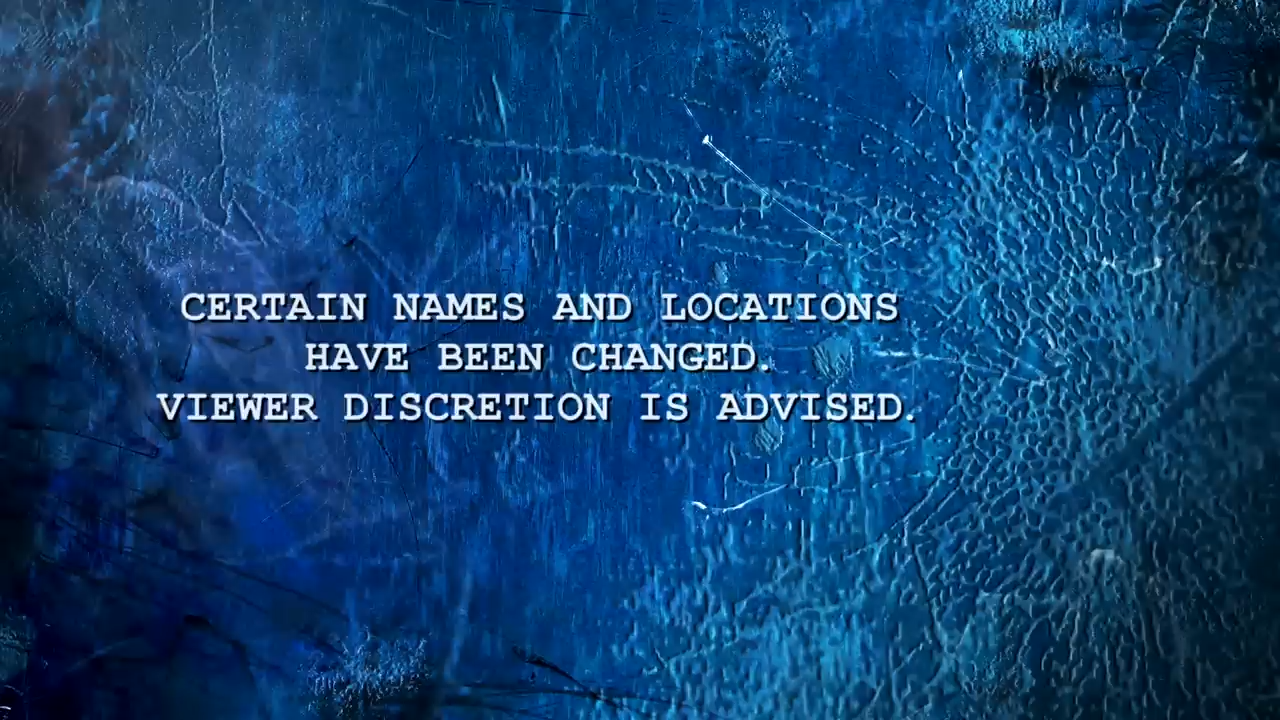 CERTAIN NAMES AND LOCATIONS
HAVE BEEN CHANGED.
VIEWER DISCRETION IS ADVISED.